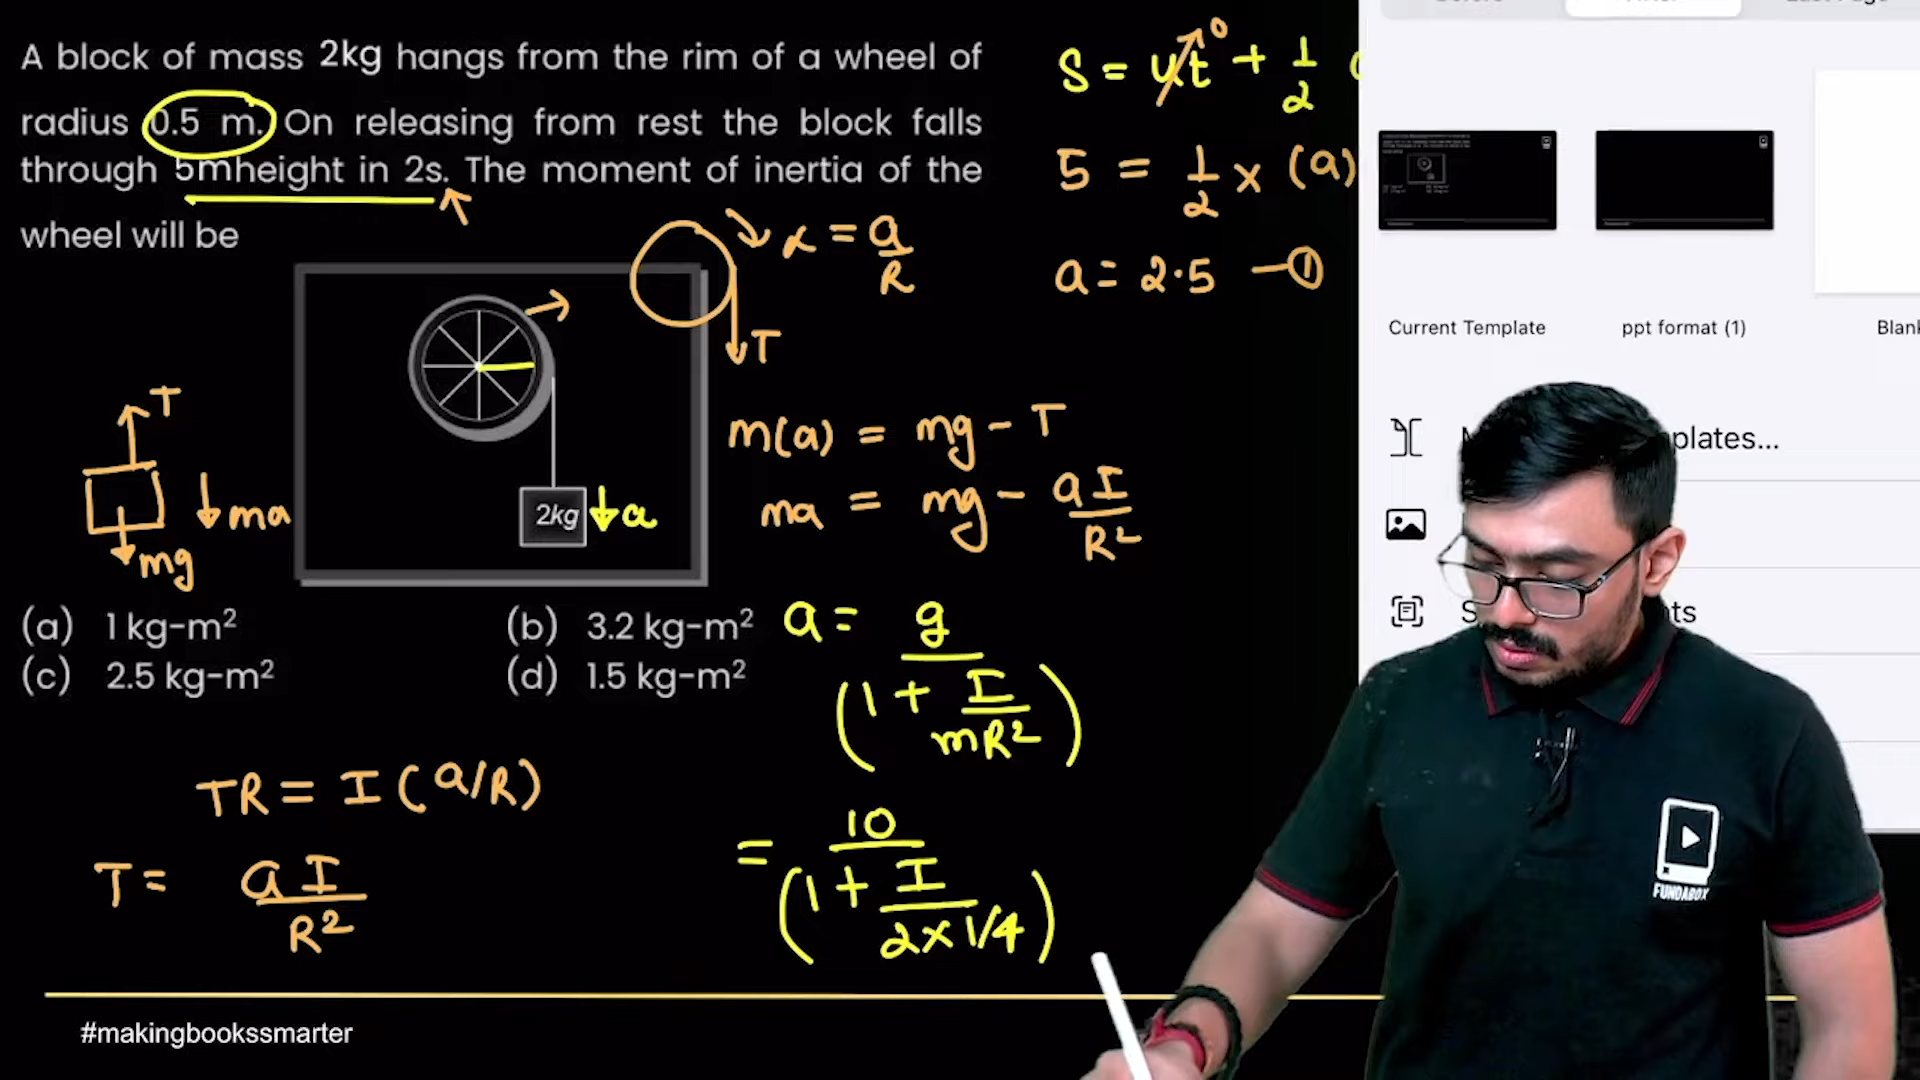 A block of mass 2kg hangs from the rim of a wheel of
radius 0.5 m. On releasing from rest the block falls
through 5mheight in 2s. The moment of inertia of the
wheel will be
S = ut⁰ + 1/2
5 = 1/2 × (a)
a = 2.5 —①
α = a/R
T
T
ma
mg
2kg
a
m(a) = mg - T
ma = mg - aI/R²
(a) 1 kg-m²
(b) 3.2 kg-m²
(c) 2.5 kg-m²
(d) 1.5 kg-m²
a = g/(1 + I/mR²)
TR = I(a/R)
T = aI/R²
= 10/(1 + I/2×1/4)
#makingbookssmarter
Current Template
ppt format (1)
Blank
plates...
FUNDABOX